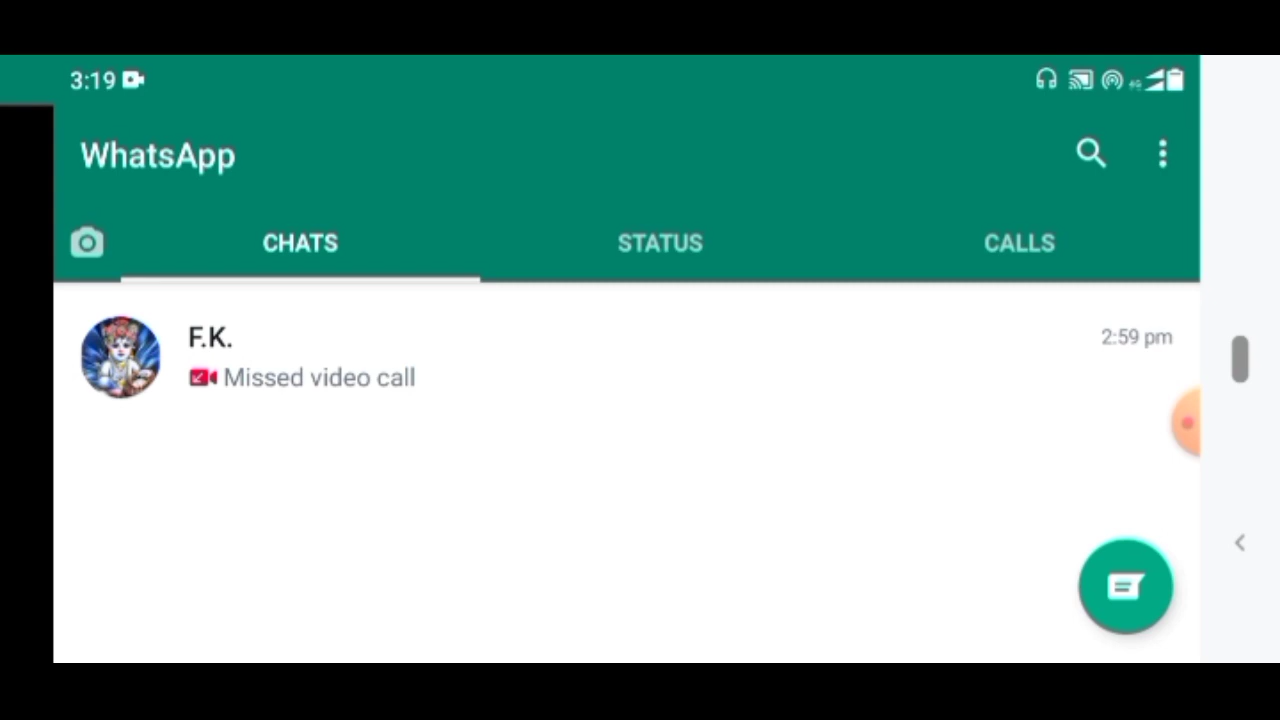 3:19
WhatsApp
CHATS STATUS CALLS
F.K. 2:59 pm
Missed video call